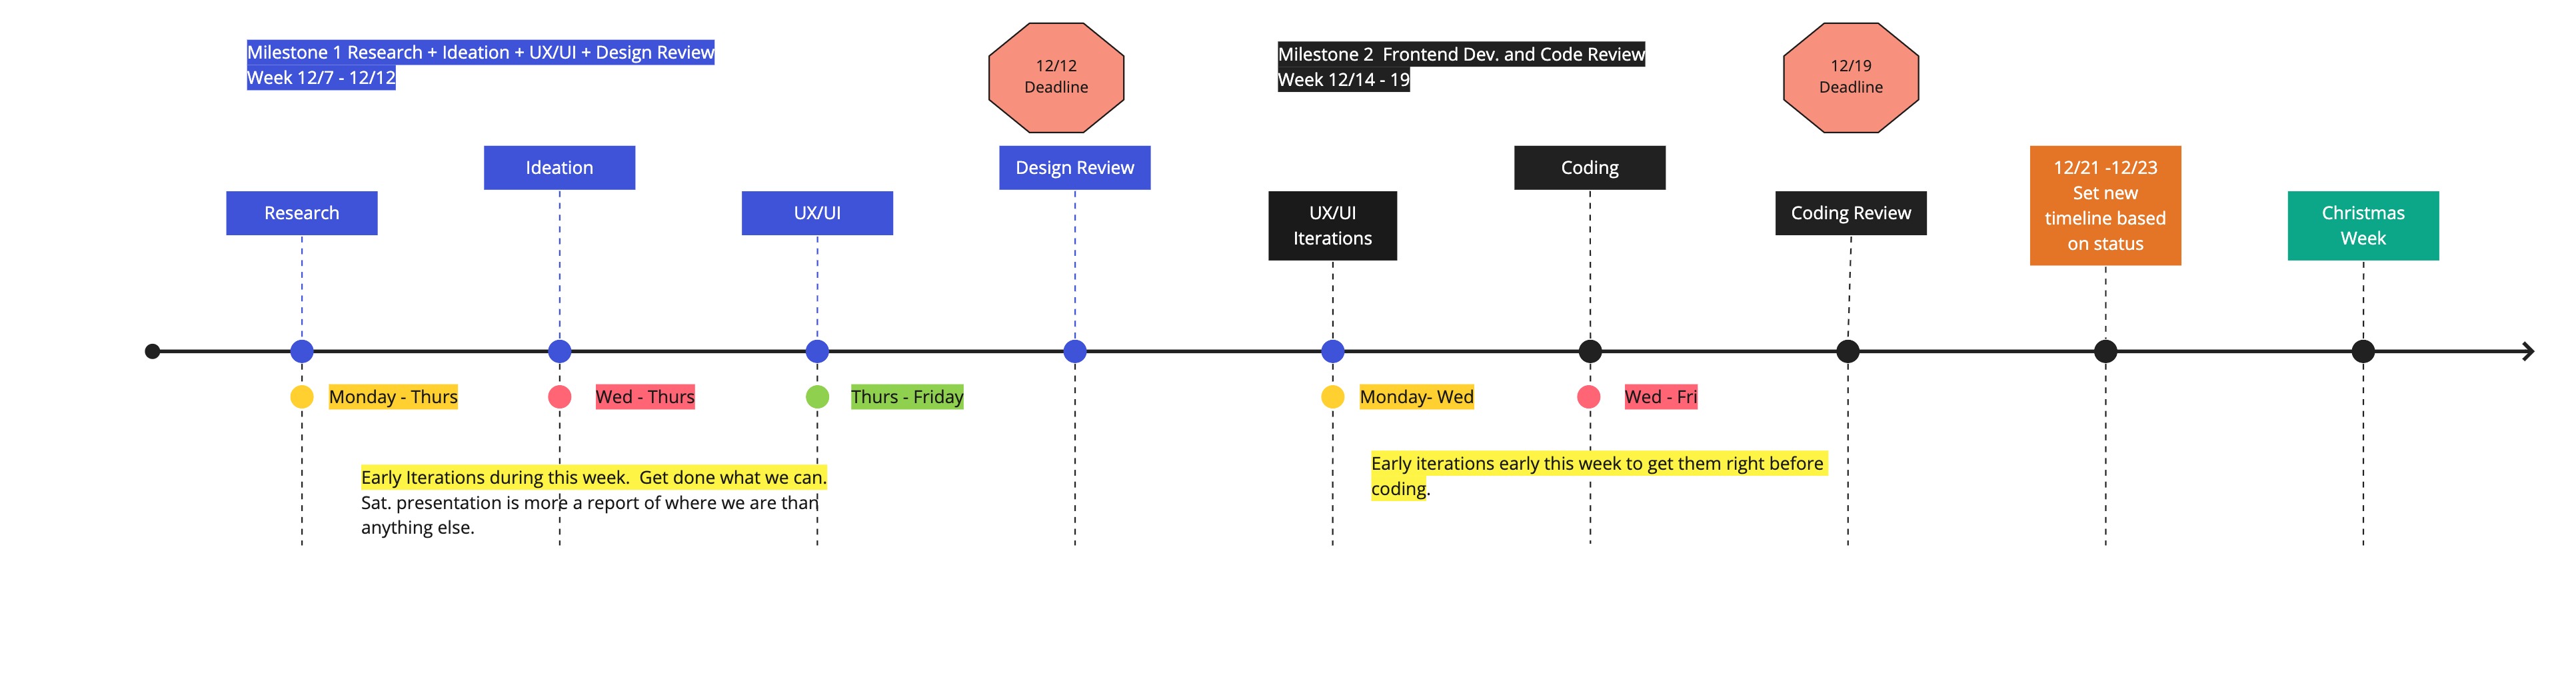 Milestone 1 Research + Ideation + UX/UI + Design Review
Week 12/7 - 12/12
12/12
Deadline
Milestone 2  Frontend Dev. and Code Review
Week 12/14 - 19
12/19
Deadline
Research
Ideation
UX/UI
Design Review
UX/UI
Iterations
Coding
Coding Review
12/21 -12/23
Set new
timeline based
on status
Christmas
Week
Monday - Thurs
Wed - Thurs
Thurs - Friday
Monday- Wed
Wed - Fri
Early Iterations during this week.  Get done what we can.
Sat. presentation is more a report of where we are than
anything else.
Early iterations early this week to get them right before
coding.